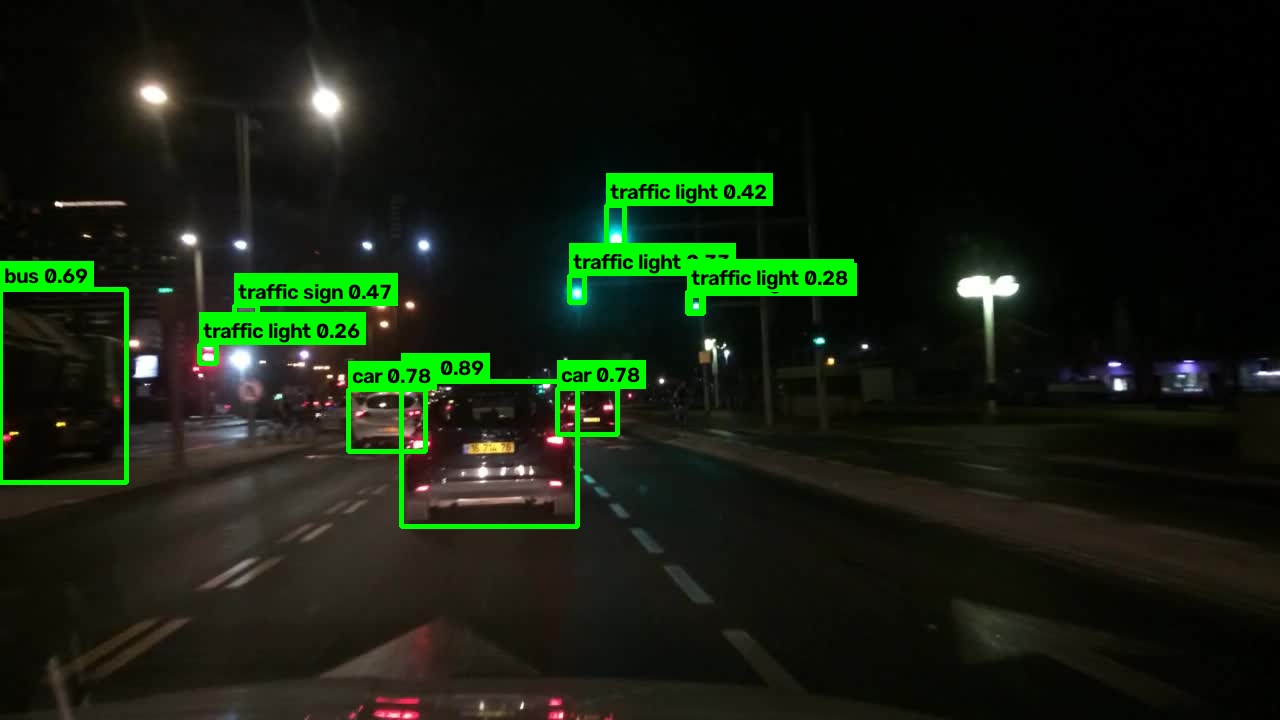 traffic light 0.42
traffic light
traffic light 0.28
bus 0.69
traffic sign 0.47
traffic light 0.26
0.89
car 0.78
car 0.78